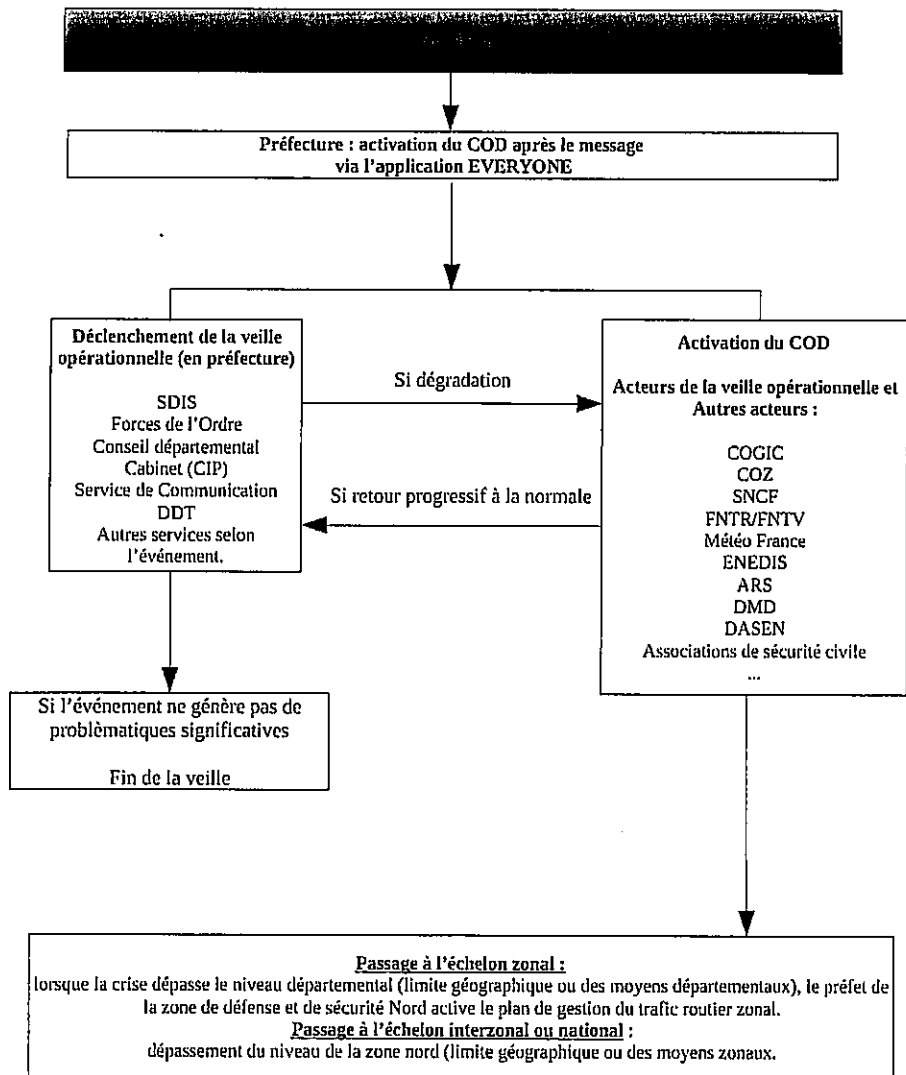 Préfecture : activation du COD après le message
via l'application EVERYONE
Déclenchement de la veille
opérationnelle (en préfecture)
SDIS
Forces de l'Ordre
Conseil départemental
Cabinet (CIP)
Service de Communication
DDT
Autres services selon
l'événement.
Si dégradation
Si retour progressif à la normale
Activation du COD
Acteurs de la veille opérationnelle et
Autres acteurs :
COGIC
COZ
SNCF
FNTR/FNTV
Météo France
ENEDIS
ARS
DMD
DASEN
Associations de sécurité civile
...
Si l'événement ne génère pas de
problèmatiques significatives
Fin de la veille
Passage à l'échelon zonal :
lorsque la crise dépasse le niveau départemental (limite géographique ou des moyens départementaux), le préfet de
la zone de défense et de sécurité Nord active le plan de gestion du trafic routier zonal.
Passage à l'échelon interzonal ou national :
dépassement du niveau de la zone nord (limite géographique ou des moyens zonaux.